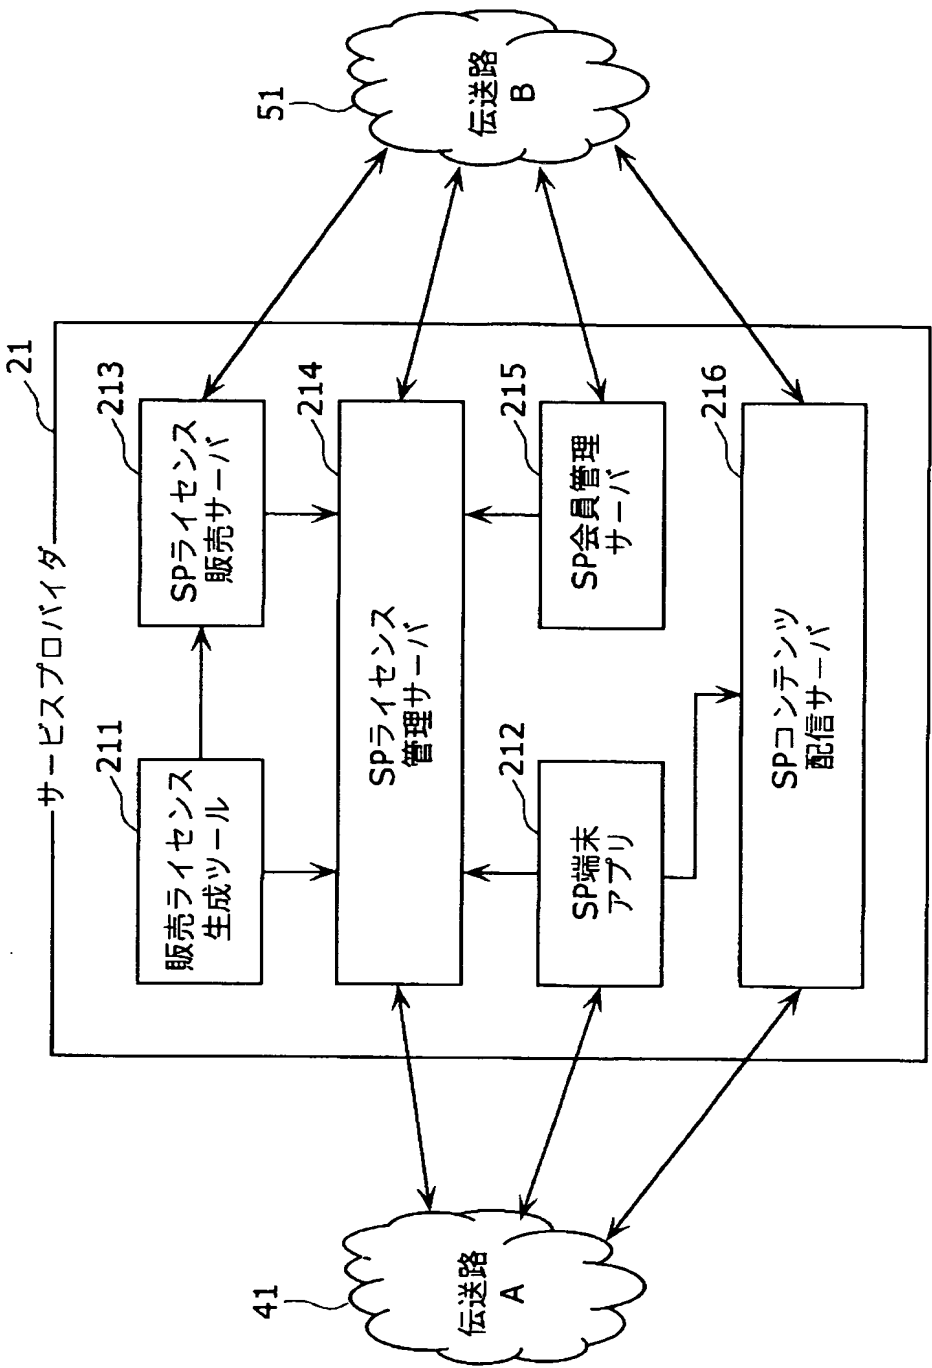 サービスプロバイダ
21
211
販売ライセンス
生成ツール
213
SPライセンス
販売サーバ
214
SPライセンス
管理サーバ
212
SP端末
アプリ
215
SP会員管理
サーバ
216
SPコンテンツ
配信サーバ
41
伝送路
A
51
伝送路
B